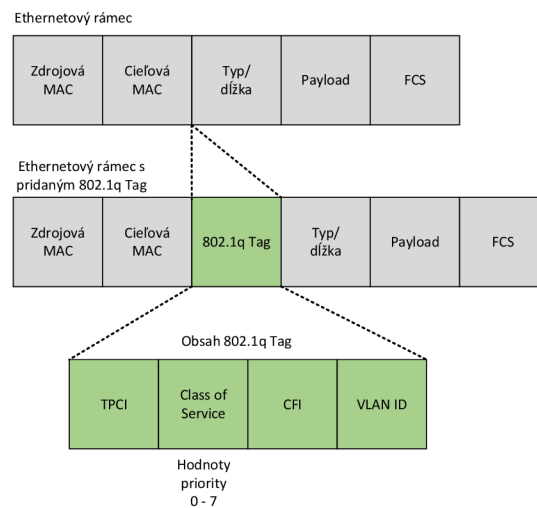 Ethernetový rámec
Zdrojová
MAC
Cieľová
MAC
Typ/
dĺžka
Payload
FCS
Ethernetový rámec s
pridaným 802.1q Tag
Zdrojová
MAC
Cieľová
MAC
802.1q Tag
Typ/
dĺžka
Payload
FCS
Obsah 802.1q Tag
TPCI
Class of
Service
CFI
VLAN ID
Hodnoty
priority
0 - 7